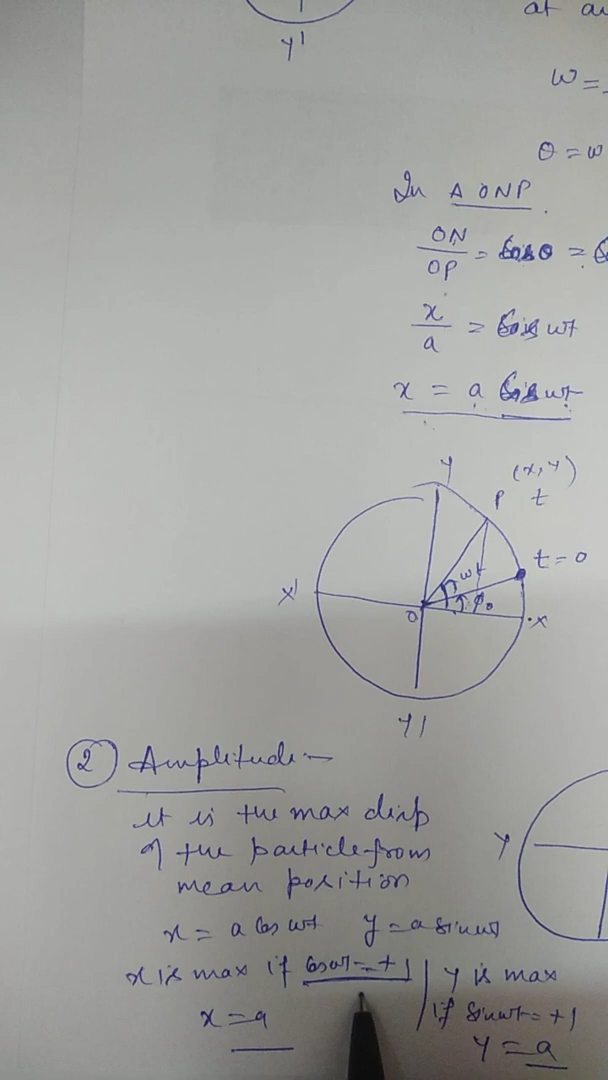 Y'
at
ω =
θ = ω
In Δ ONP
ON/OP = Cosθ =
x/a = Cos ωt
x = a Cos ωt
Y
(x, y)
P t
t = 0
X'
ωt
φ₀
O
X
Y'
② Amplitude:-
it is the max disp
of the particle from
mean position
Y
x = a Cos ωt y = a sin ωt
x is max if Cos ωt = +1 | y is max
x = a
if Sin ωt = +1
y = a